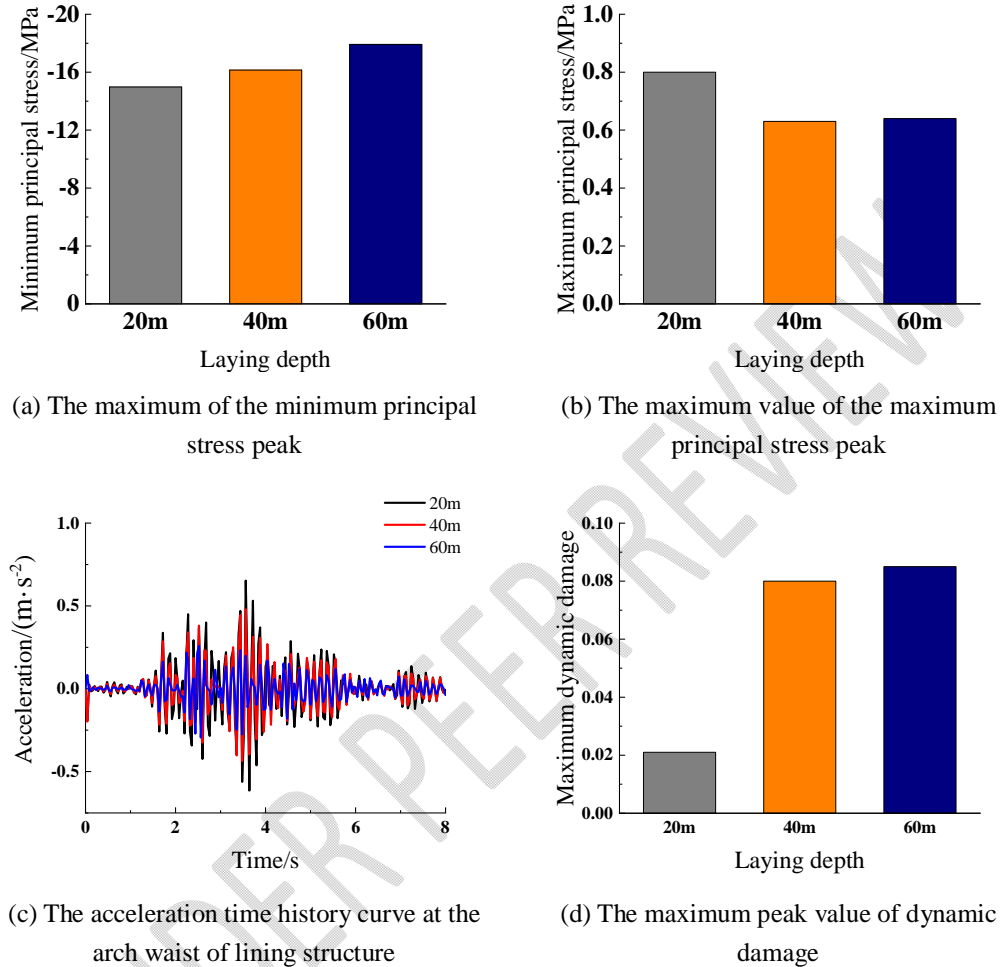 -20
-16
-12
-8
-4
0
Minimum principal stress/MPa
20m 40m 60m
Laying depth
(a) The maximum of the minimum principal
stress peak
1.0
0.8
0.6
0.4
0.2
0.0
Maximum principal stress/MPa
20m 40m 60m
Laying depth
(b) The maximum value of the maximum
principal stress peak
20m
40m
60m
1.0
0.5
0.0
-0.5
Acceleration/(m·s-2)
0 2 4 6 8
Time/s
(c) The acceleration time history curve at the
arch waist of lining structure
0.10
0.08
0.06
0.04
0.02
0.00
Maximum dynamic damage
20m 40m 60m
Laying depth
(d) The maximum peak value of dynamic
damage
DER PEER REVIEW